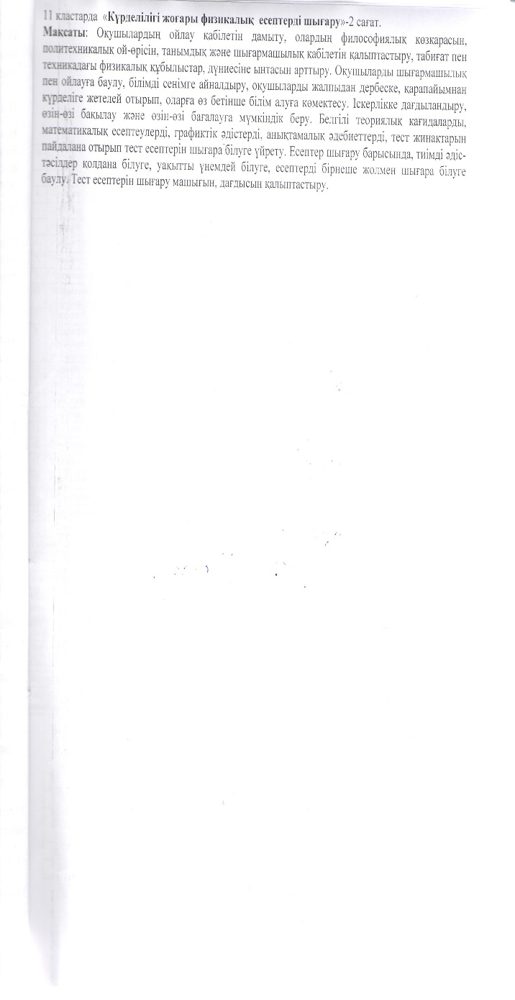 11 кластарда «Күрделілігі жоғары физикалық есептерді шығару»-2 сағат.
Мақсаты: Оқушылардың ойлау қабілетін дамыту, олардың философиялық көзқарасын,
политехникалық ой-өрісін, танымдық және шығармашылық қабілетін қалыптастыру, табиғат пен
техникадағы физикалық құбылыстар, дүниесіне ынтасын арттыру. Оқушыларды шығармашылық
пен ойлауға баулу, білімді сенімге айналдыру, оқушыларды жалпыдан дербеске, қарапайымнан
күрделіге жетелей отырып, оларға өз бетінше білім алуға көмектесу. Іскерлікке дағдыландыру,
өзін-өзі бақылау және өзін-өзі бағалауға мүмкіндік беру. Белгілі теориялық қағидаларды,
математикалық есептеулерді, графиктік әдістерді, анықтамалық әдебиеттерді, тест жинақтарын
пайдалана отырып тест есептерін шығара білуге үйрету. Есептер шығару барысында, тиімді әдіс-
тәсілдер қолдана білуге, уақытты үнемдей білуге, есептерді бірнеше жолмен шығара білуге
баулу. Тест есептерін шығару машығын, дағдысын қалыптастыру.